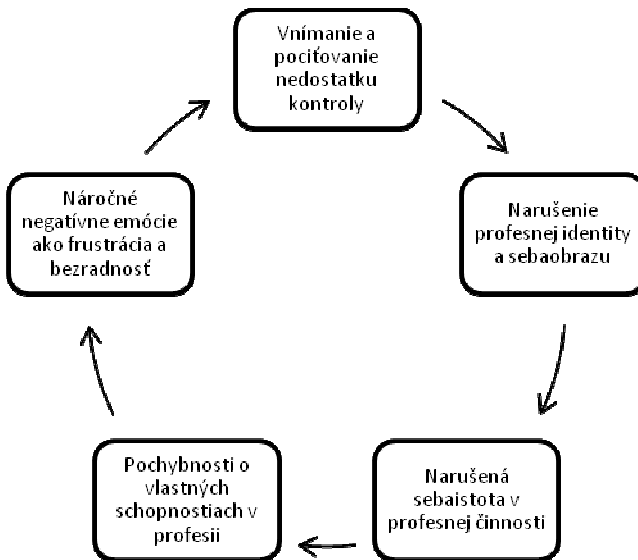 Vnímanie a
pociťovanie
nedostatku
kontroly
Narušenie
profesnej identity
a sebaobrazu
Narušená
sebaistota v
profesnej činnosti
Pochybnosti o
vlastných
schopnostiach v
profesii
Náročné
negatívne emócie
ako frustrácia a
bezradnosť